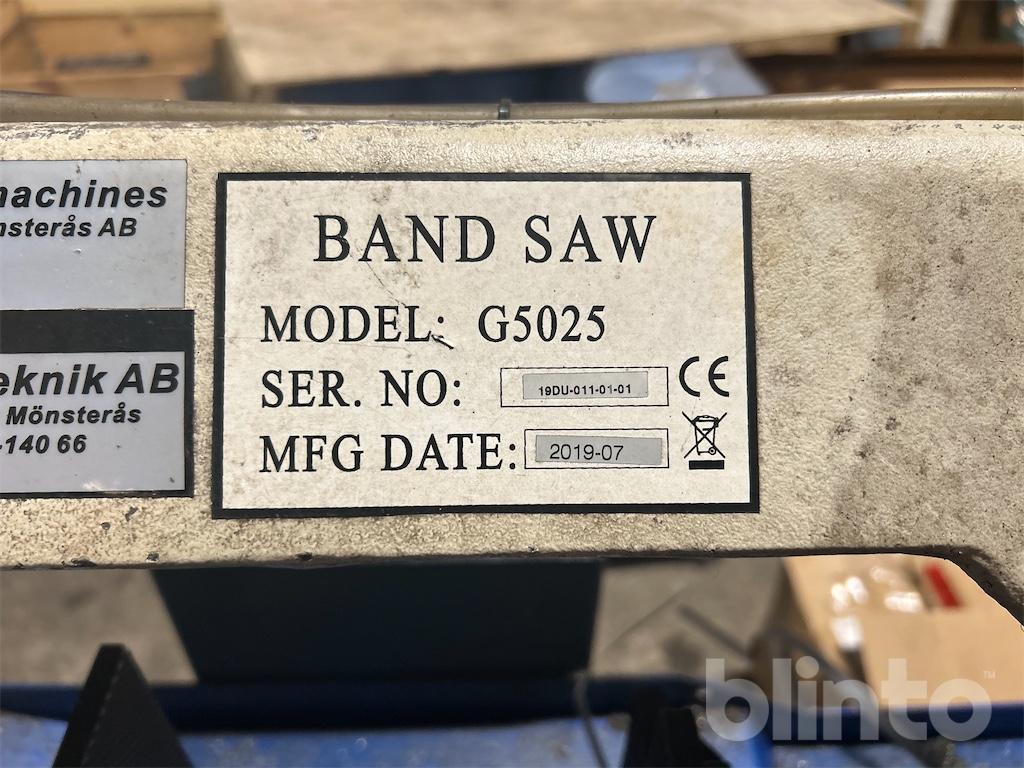 machines
nsterås AB
eknik AB
Mönsterås
-140 66
BAND SAW
MODEL: G5025
SER. NO: 19DU-011-01-01 CE
MFG DATE: 2019-07
blinto™